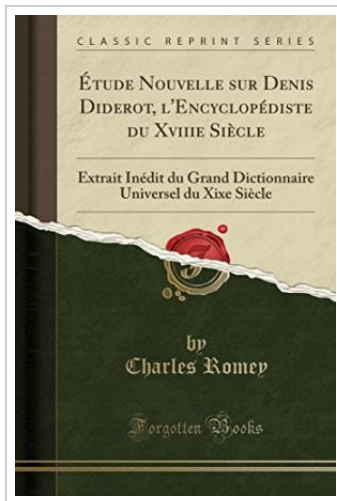 CLASSIC REPRINT SERIES
ÉTUDE NOUVELLE SUR DENIS
DIDEROT, L'ENCYCLOPÉDISTE
DU XVIIIE SIÈCLE
Extrait Inédit du Grand Dictionnaire
Universel du Xixe Siècle
by
Charles Romey
Forgotten Books